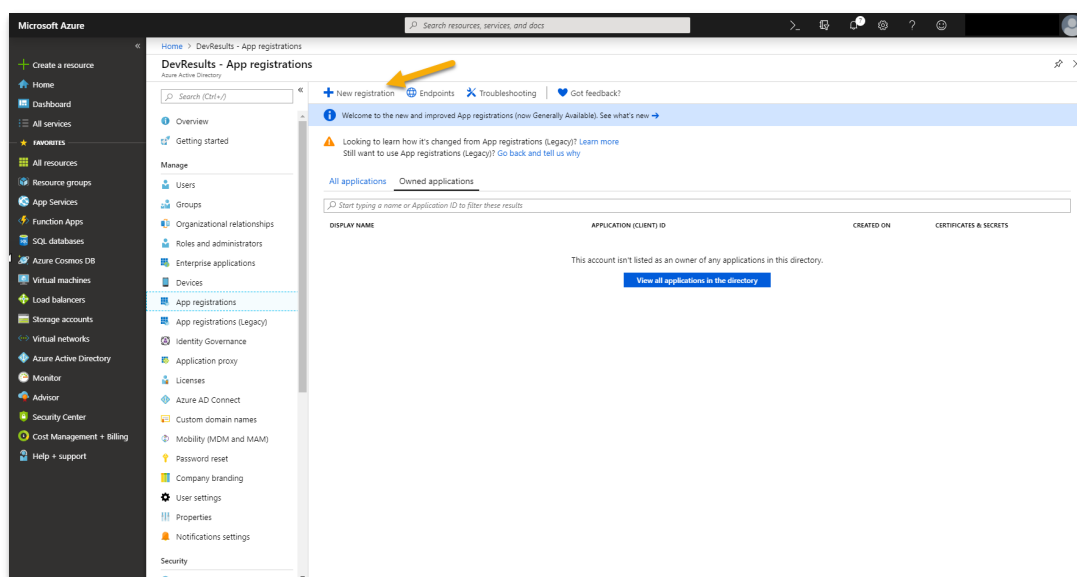 Microsoft Azure
Search resources, services, and docs
7
Create a resource
Home
Dashboard
All services
FAVORITES
All resources
Resource groups
App Services
Function Apps
SQL databases
Azure Cosmos DB
Virtual machines
Load balancers
Storage accounts
Virtual networks
Azure Active Directory
Monitor
Advisor
Security Center
Cost Management + Billing
Help + support
Home > DevResults - App registrations
DevResults - App registrations
Azure Active Directory
Search (Ctrl+/)
Overview
Getting started
Manage
Users
Groups
Organizational relationships
Roles and administrators
Enterprise applications
Devices
App registrations
App registrations (Legacy)
Identity Governance
Application proxy
Licenses
Azure AD Connect
Custom domain names
Mobility (MDM and MAM)
Password reset
Company branding
User settings
Properties
Notifications settings
Security
New registration Endpoints Troubleshooting Got feedback?
Welcome to the new and improved App registrations (now Generally Available). See what's new →
Looking to learn how it's changed from App registrations (Legacy)? Learn more
Still want to use App registrations (Legacy)? Go back and tell us why
All applications Owned applications
Start typing a name or Application ID to filter these results
DISPLAY NAME APPLICATION (CLIENT) ID CREATED ON CERTIFICATES & SECRETS
This account isn't listed as an owner of any applications in this directory.
View all applications in the directory